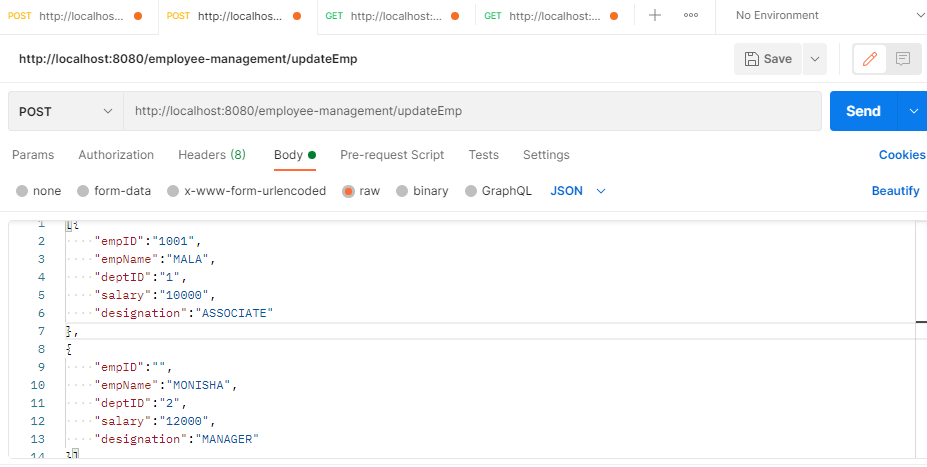 POST http://localhos... POST http://localhos... GET http://localhost:... GET http://localhost:... + ooo No Environment
http://localhost:8080/employee-management/updateEmp Save
POST http://localhost:8080/employee-management/updateEmp Send
Params Authorization Headers (8) Body Pre-request Script Tests Settings Cookies
none form-data x-www-form-urlencoded raw binary GraphQL JSON Beautify
1 [{
2 "empID":"1001",
3 "empName":"MALA",
4 "deptID":"1",
5 "salary":"10000",
6 "designation":"ASSOCIATE"
7 },
8 {
9 "empID":"",
10 "empName":"MONISHA",
11 "deptID":"2",
12 "salary":"12000",
13 "designation":"MANAGER"
14 }]